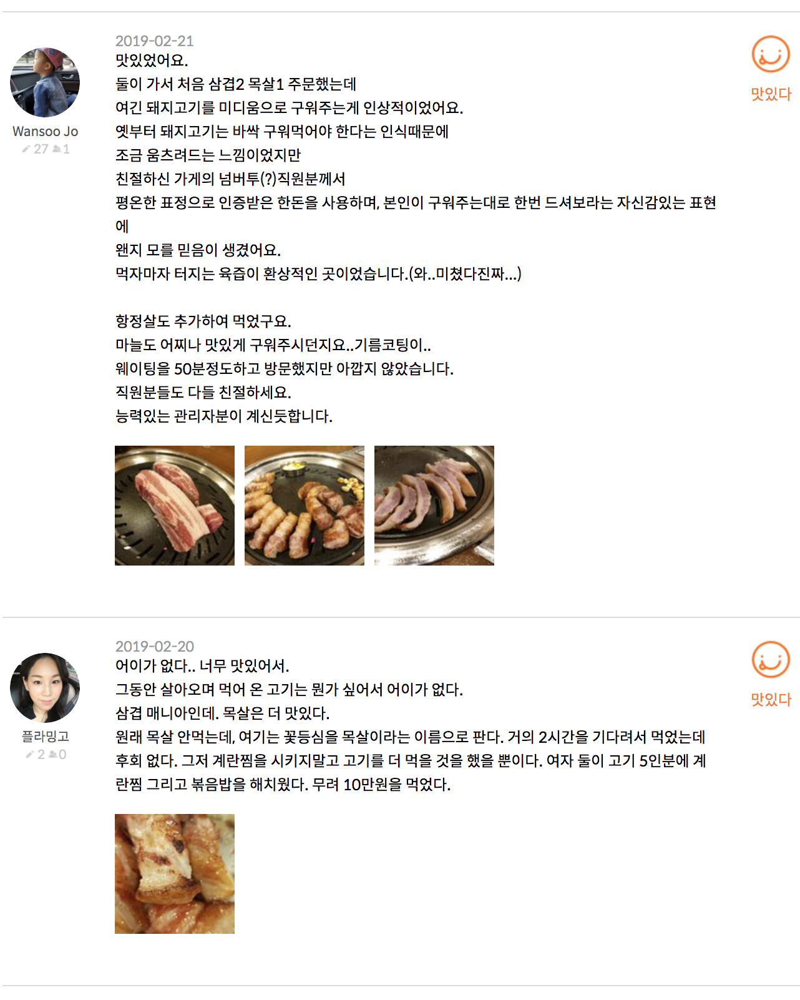 2019-02-21
맛있었어요.
둘이 가서 처음 삼겹2 목살1 주문했는데
여긴 돼지고기를 미디움으로 구워주는게 인상적이었어요.
옛부터 돼지고기는 바싹 구워먹어야 한다는 인식때문에
조금 움츠려드는 느낌이었지만
친절하신 가게의 넘버투(?)직원분께서
평온한 표정으로 인증받은 한돈을 사용하며, 본인이 구워주는대로 한번 드셔보라는 자신감있는 표현
에
왠지 모를 믿음이 생겼어요.
먹자마자 터지는 육즙이 환상적인 곳이었습니다.(와..미쳤다진짜...)
항정살도 추가하여 먹었구요.
마늘도 어찌나 맛있게 구워주시던지요..기름코팅이..
웨이팅을 50분정도하고 방문했지만 아깝지 않았습니다.
직원분들도 다들 친절하세요.
능력있는 관리자분이 계신듯합니다.
Wansoo Jo
27 1
맛있다
2019-02-20
어이가 없다.. 너무 맛있어서.
그동안 살아오며 먹어 온 고기는 뭔가 싶어서 어이가 없다.
삼겹 매니아인데. 목살은 더 맛있다.
원래 목살 안먹는데, 여기는 꽃등심을 목살이라는 이름으로 판다. 거의 2시간을 기다려서 먹었는데
후회 없다. 그저 계란찜을 시키지말고 고기를 더 먹을 것을 했을 뿐이다. 여자 둘이 고기 5인분에 계
란찜 그리고 볶음밥을 해치웠다. 무려 10만원을 먹었다.
플라밍고
2 0
맛있다